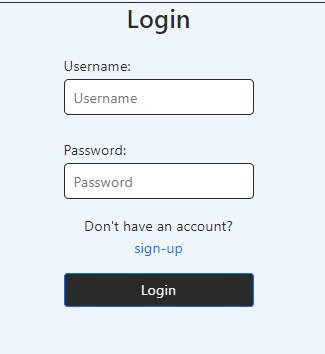 Login
Username:
Username
Password:
Password
Don't have an account?
sign-up
Login